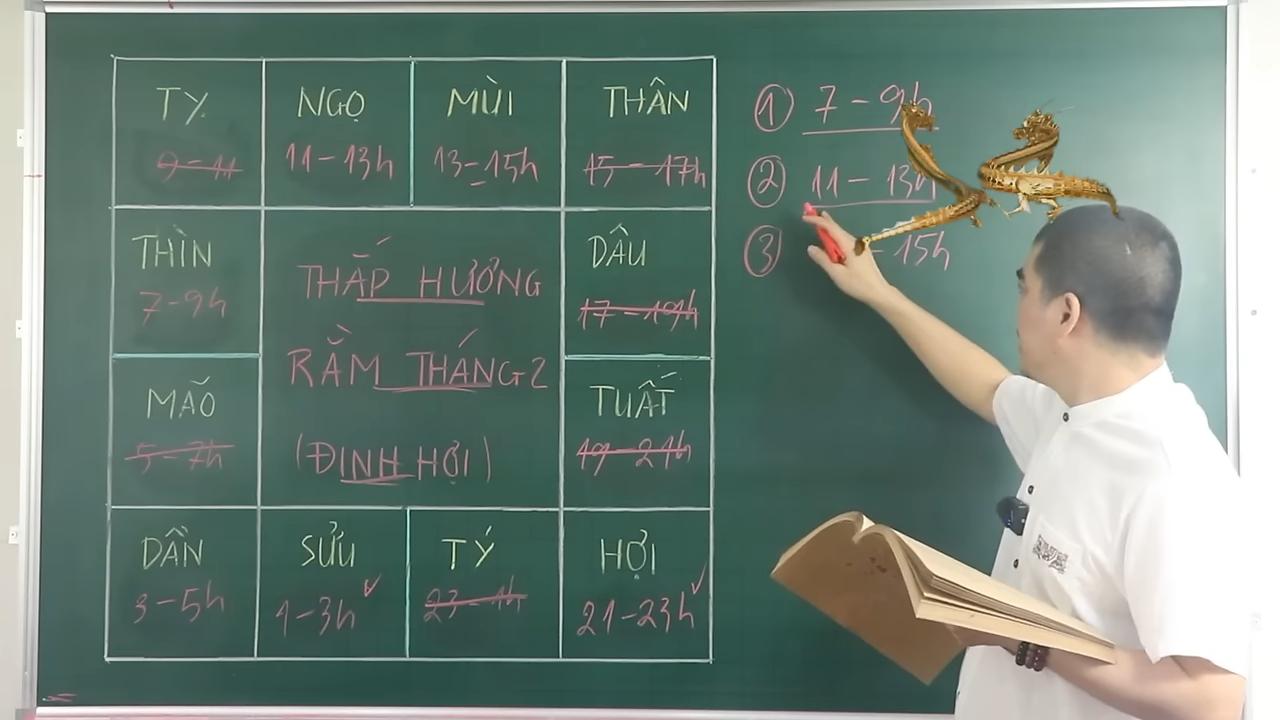 TỴ
9-11
NGỌ
11-13h
MÙI
13-15h
THÂN
15-17h
THÌN
7-9h
THẮP HƯƠNG
RẰM THÁNG 2
(ĐINH HỢI)
DẬU
17-19h
MÃO
5-7h
TUẤT
19-21h
DẦN
3-5h
SỬU
1-3h ✓
TÝ
23-1h
HỢI
21-23h ✓
① 7-9h
② 11-13h
③ -15h